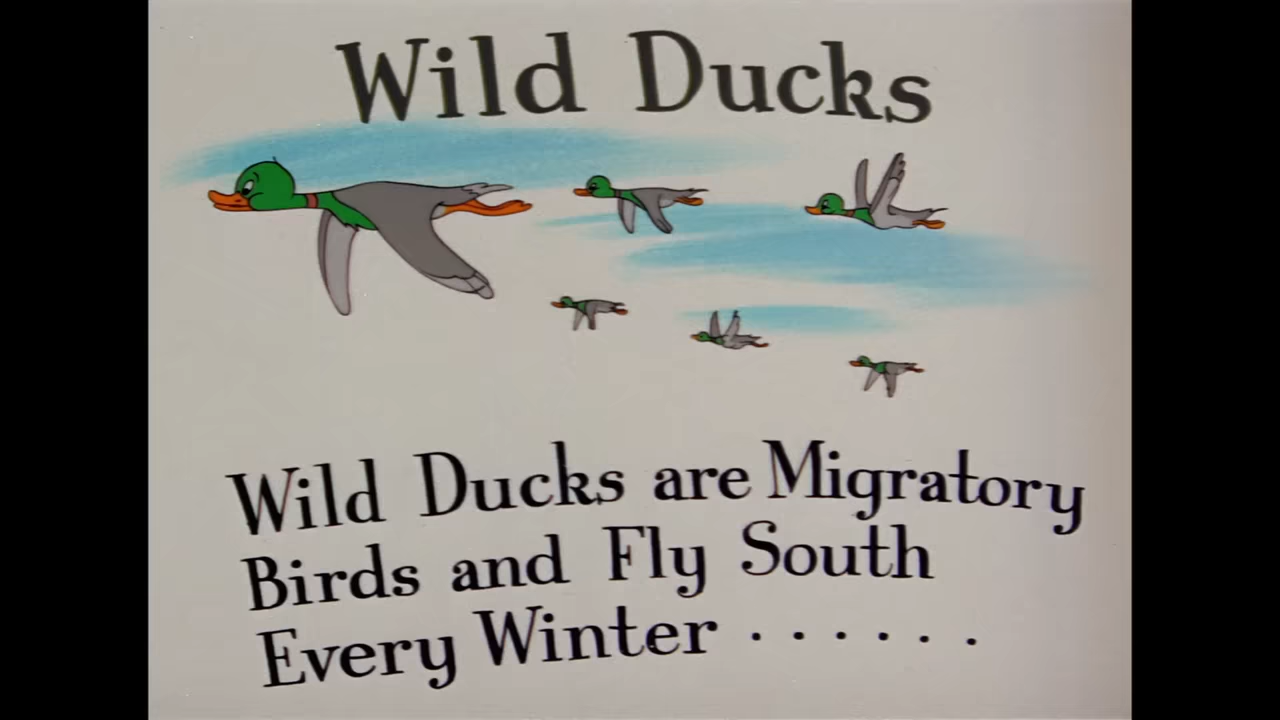 Wild Ducks
Wild Ducks are Migratory
Birds and Fly South
Every Winter ......